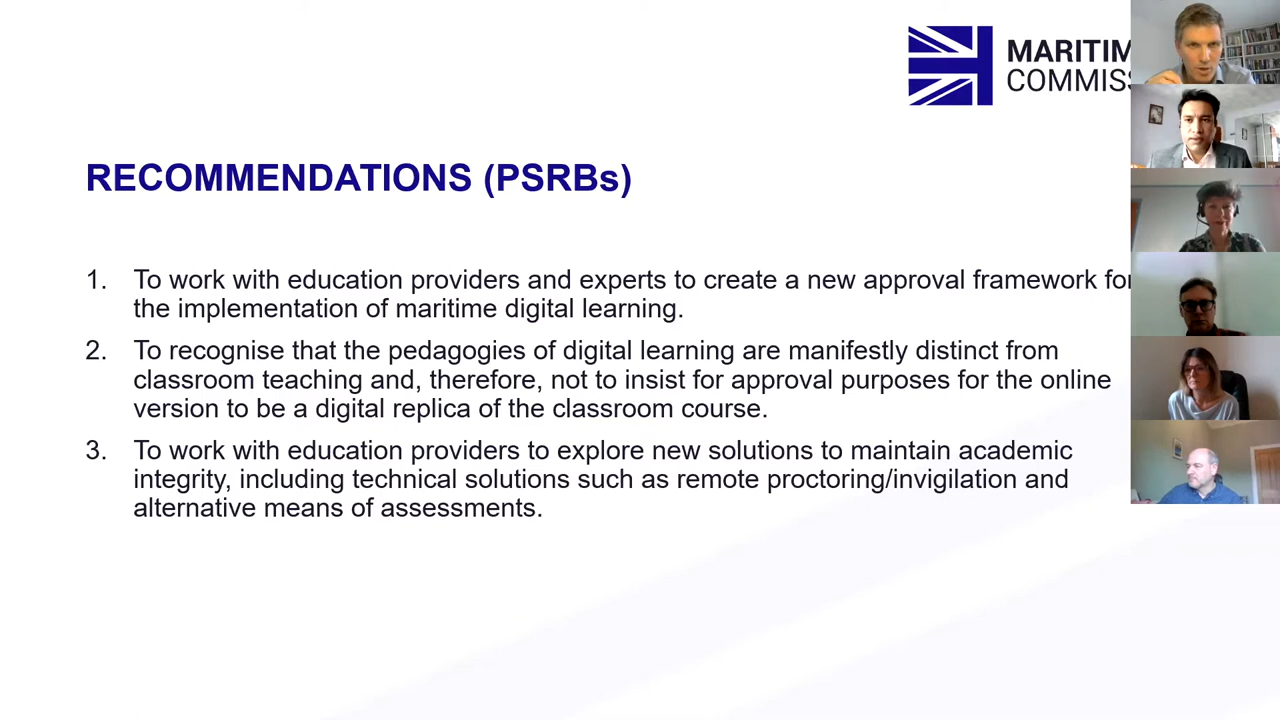 MARITIM
COMMISS
RECOMMENDATIONS (PSRBs)
1. To work with education providers and experts to create a new approval framework for
the implementation of maritime digital learning.
2. To recognise that the pedagogies of digital learning are manifestly distinct from
classroom teaching and, therefore, not to insist for approval purposes for the online
version to be a digital replica of the classroom course.
3. To work with education providers to explore new solutions to maintain academic
integrity, including technical solutions such as remote proctoring/invigilation and
alternative means of assessments.